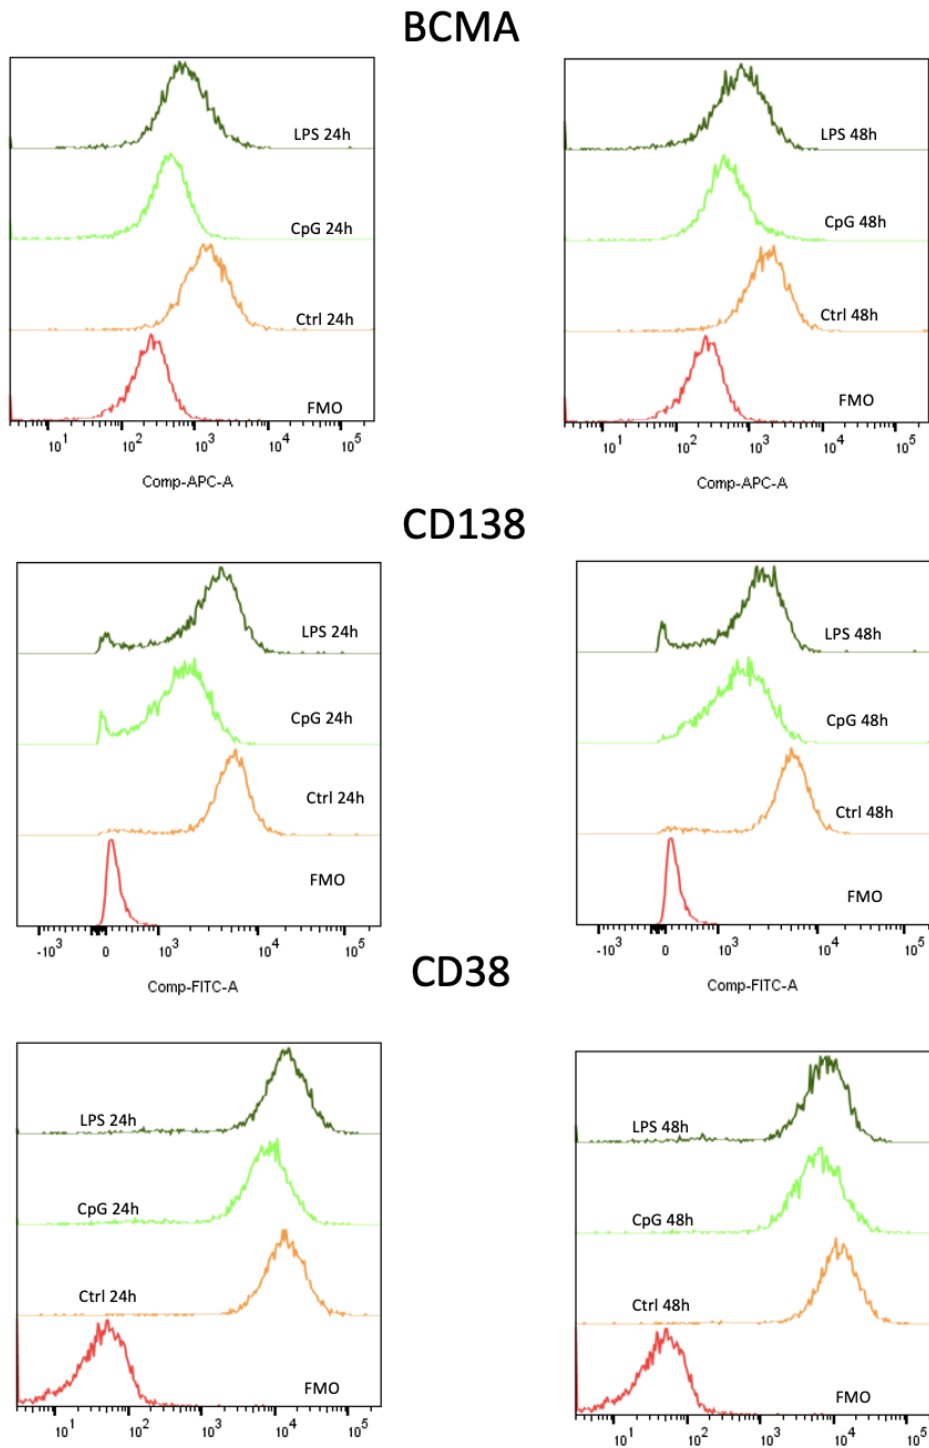 BCMA
LPS 24h
CpG 24h
Ctrl 24h
FMO
10^1 10^2 10^3 10^4 10^5
Comp-APC-A
LPS 48h
CpG 48h
Ctrl 48h
FMO
10^1 10^2 10^3 10^4 10^5
Comp-APC-A
CD138
LPS 24h
CpG 24h
Ctrl 24h
FMO
-10^3 0 10^3 10^4 10^5
Comp-FITC-A
LPS 48h
CpG 48h
Ctrl 48h
FMO
-10^3 0 10^3 10^4 10^5
Comp-FITC-A
CD38
LPS 24h
CpG 24h
Ctrl 24h
FMO
10^1 10^2 10^3 10^4 10^5
LPS 48h
CpG 48h
Ctrl 48h
FMO
10^1 10^2 10^3 10^4 10^5